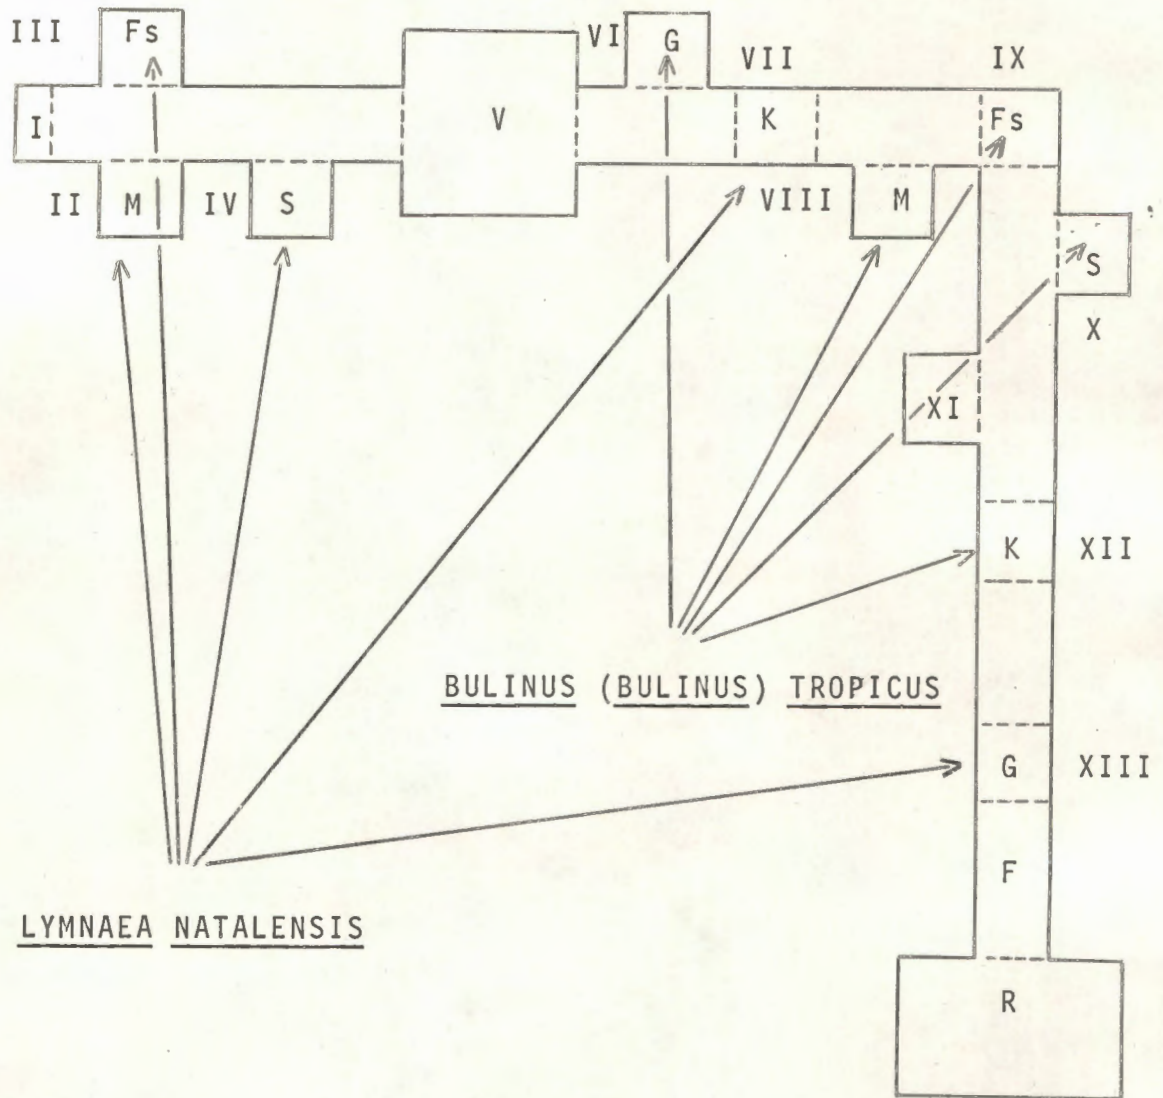 III Fs VI G VII IX
I V K Fs
II M IV S VIII M
S
X
XI
K XII
BULINUS (BULINUS) TROPICUS
G XIII
F
LYMNAEA NATALENSIS
R